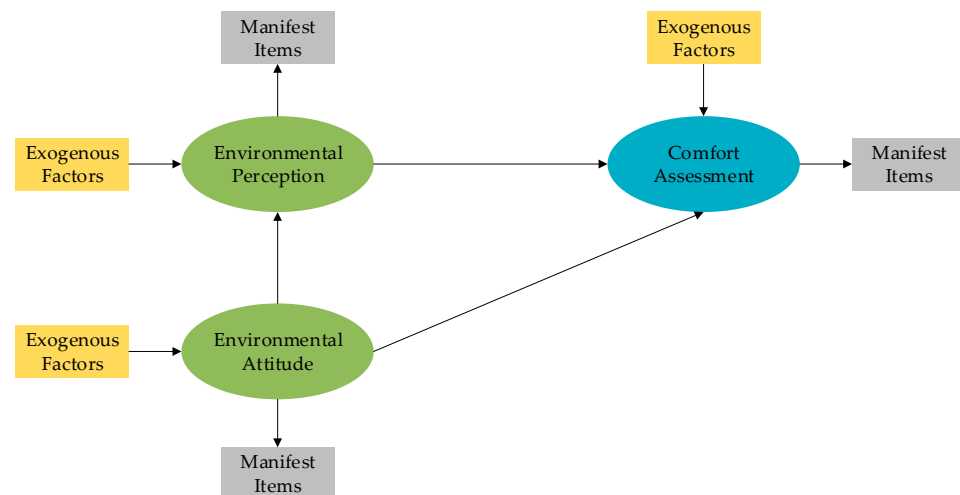 Manifest
Items
Exogenous
Factors
Exogenous
Factors
Environmental
Perception
Comfort
Assessment
Manifest
Items
Exogenous
Factors
Environmental
Attitude
Manifest
Items